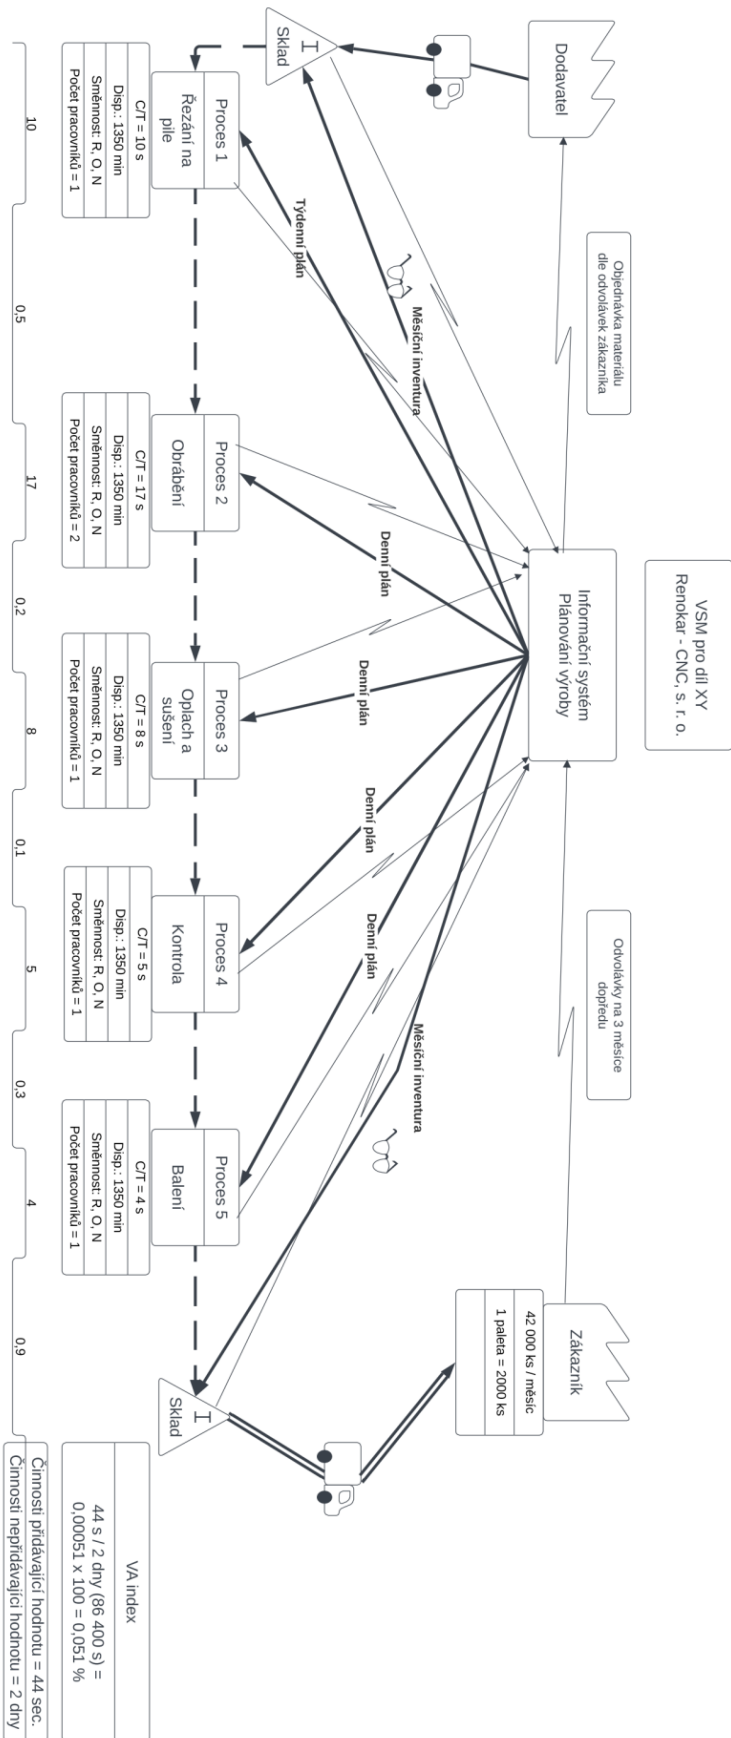 VSM pro díl XY
Renokar - CNC, s. r. o.
Dodavatel
Objednávka materiálu
dle odvolávek zákazníka
Informační systém
Plánování výroby
Odvolávky na 3 měsíce
dopředu
Zákazník
42 000 ks / měsíc
1 paleta = 2000 ks
I
Sklad
Týdenní plán
Měsíční inventura
Denní plán
Denní plán
Denní plán
Denní plán
Měsíční inventura
I
Sklad
Proces 1
Řezání na
pile
C/T = 10 s
Disp.: 1350 min
Směnnost: R, O, N
Počet pracovníků = 1
Proces 2
Obrábění
C/T = 17 s
Disp.: 1350 min
Směnnost: R, O, N
Počet pracovníků = 2
Proces 3
Oplach a
sušení
C/T = 8 s
Disp.: 1350 min
Směnnost: R, O, N
Počet pracovníků = 1
Proces 4
Kontrola
C/T = 5 s
Disp.: 1350 min
Směnnost: R, O, N
Počet pracovníků = 1
Proces 5
Balení
C/T = 4 s
Disp.: 1350 min
Směnnost: R, O, N
Počet pracovníků = 1
10
0,5
17
0,2
8
0,1
5
0,3
4
0,9
VA index
44 s / 2 dny (86 400 s) =
0,00051 x 100 = 0,051 %
Činnosti přidávající hodnotu = 44 sec.
Činnosti nepřidávající hodnotu = 2 dny